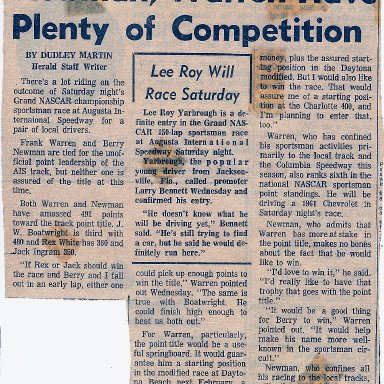 Plenty of Competition
BY DUDLEY MARTIN
Herald Staff Writer
There's a lot riding on the
outcome of Saturday night's
Grand NASCAR championship
sportsman race at Augusta In-
ternational Speedway for a
pair of local drivers.
Frank Warren and Berry
Newman are tied for the unof-
ficial point leadership of the
AIS track, but neither one is
assured of the title at this
time.
Both Warren and Newman
have amassed 491 points
toward the track point title. J.
W. Boatwright is third with
490 and Rex White has 350 and
Jack Ingram 350.
"If Rex or Jack should win
the race and Berry and I fall
out in an early lap, either one
Lee Roy Will
Race Saturday
Lee Roy Yarbrough is a de-
finite entry in the Grand NAS-
CAR 150-lap sportsman race
at Augusta International
Speedway Saturday night.
Yarbrough, the popular
young driver from Jackson-
ville, Fla., called promoter
Larry Bennett Wednesday and
confirmed his entry.
"He doesn't know what he
will be driving yet," Bennett
said. "He's still trying to find
a car, but he said he would de-
finitely run here."
could pick up enough points to
win the title," Warren pointed
out Wednesday. "The same is
true with Boatwright. He
could finish high enough to
beat us both out."
For Warren, particularly,
the point title would be a use-
ful springboard. It would guar-
antee him a starting position
in the modified race at Dayto-
na Beach next February, a
money, plus the assured start-
ing position in the Daytona
modified. But I would also like
to win the race. That would
assure me of a starting posi-
tion at the Charlotte 400, and
I'm planning to enter that,
too."
Warren, who has confined
his sportsman activities pri-
marily to the local track and
the Columbia Speedway this
season, also ranks sixth in the
national NASCAR sportsman
point standings. He will be
driving a 1961 Chevrolet in
Saturday night's race.
Newman, who admits that
Warren has more at stake in
the point title, makes no bones
about the fact that he would
like to win.
"I'd love to win it," he said.
"I'd really like to have that
trophy that goes with the point
title."
"It would be a good thing
for Berry to win," Warren
pointed out. "It would help
make his name more well-
known in the sportsman cir-
cuit."
Newman, who confines all
his racing to the local tracks,